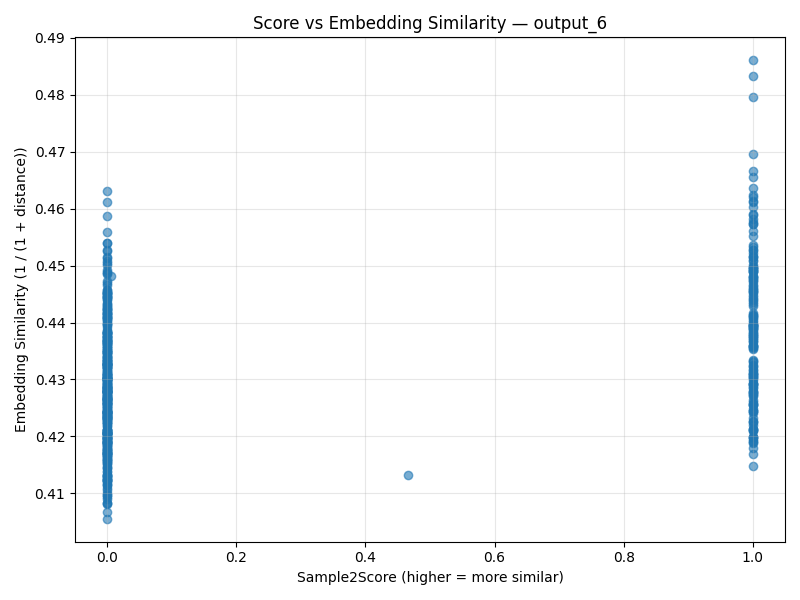 Score vs Embedding Similarity — output_6
Embedding Similarity (1 / (1 + distance))
0.49
0.48
0.47
0.46
0.45
0.44
0.43
0.42
0.41
0.0 0.2 0.4 0.6 0.8 1.0
Sample2Score (higher = more similar)